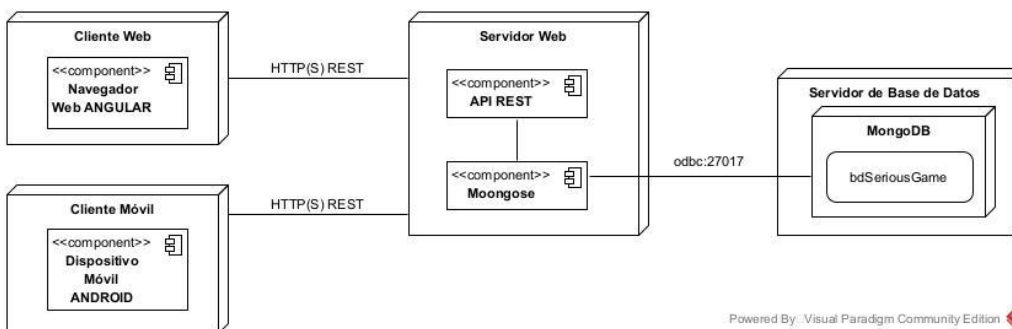 Cliente Web
<<component>>
Navegador
Web ANGULAR
HTTP(S) REST
Cliente Móvil
<<component>>
Dispositivo
Móvil
ANDROID
HTTP(S) REST
Servidor Web
<<component>>
API REST
<<component>>
Moongose
odbc:27017
Servidor de Base de Datos
MongoDB
bdSeriousGame
Powered By Visual Paradigm Community Edition